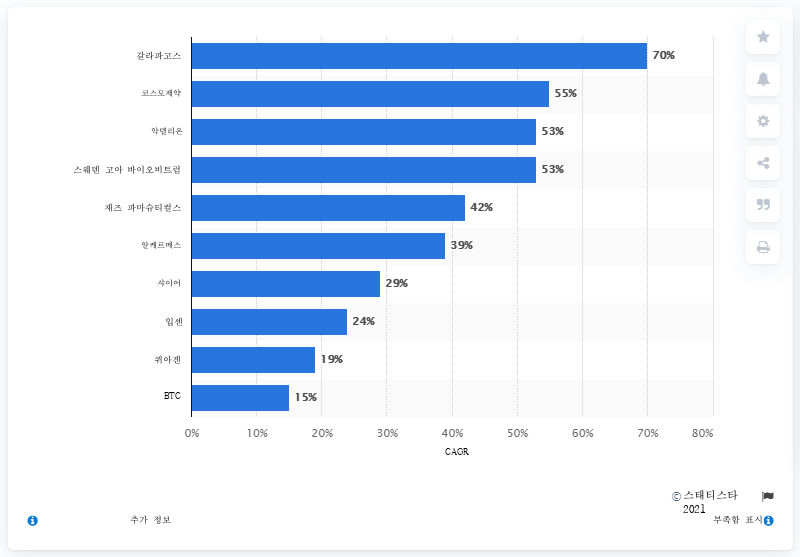 갈라파고스 70%
코스모제약 55%
악텔리온 53%
스웨덴 고아 바이오비트럼 53%
재즈 파마슈티컬스 42%
알케르메스 39%
샤이어 29%
입센 24%
퀴아젠 19%
BTC 15%
0% 10% 20% 30% 40% 50% 60% 70% 80%
CAGR
© 스태티스타
2021
추가 정보 부족함 표시